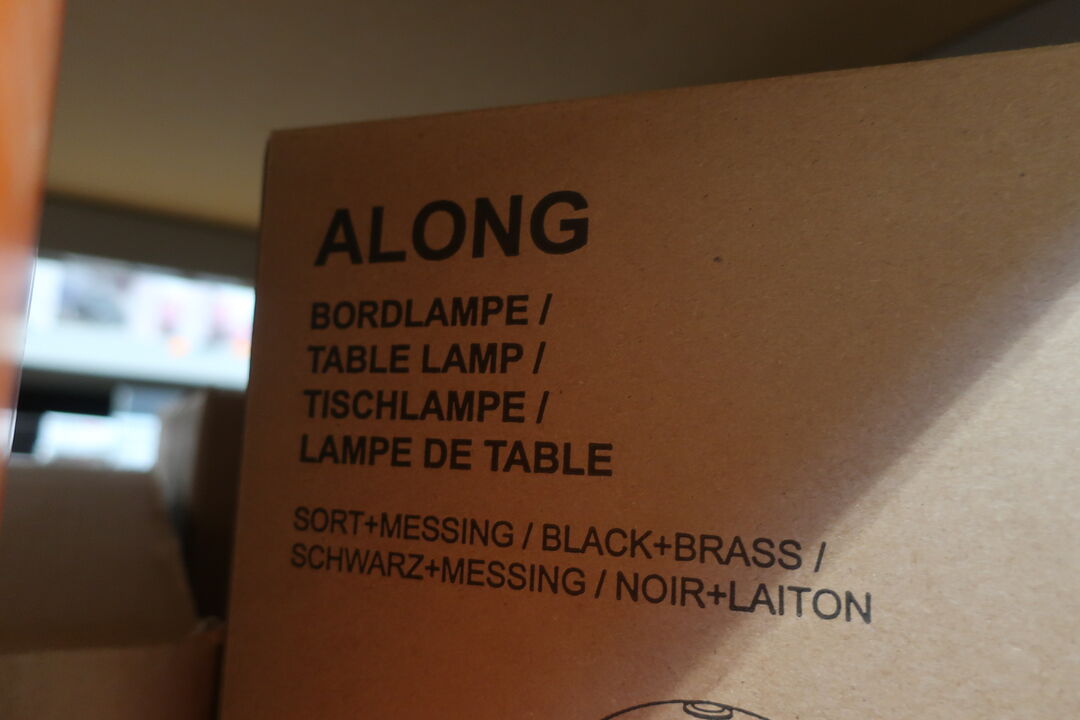 ALONG
BORDLAMPE /
TABLE LAMP /
TISCHLAMPE /
LAMPE DE TABLE
SORT+MESSING / BLACK+BRASS /
SCHWARZ+MESSING / NOIR+LAITON